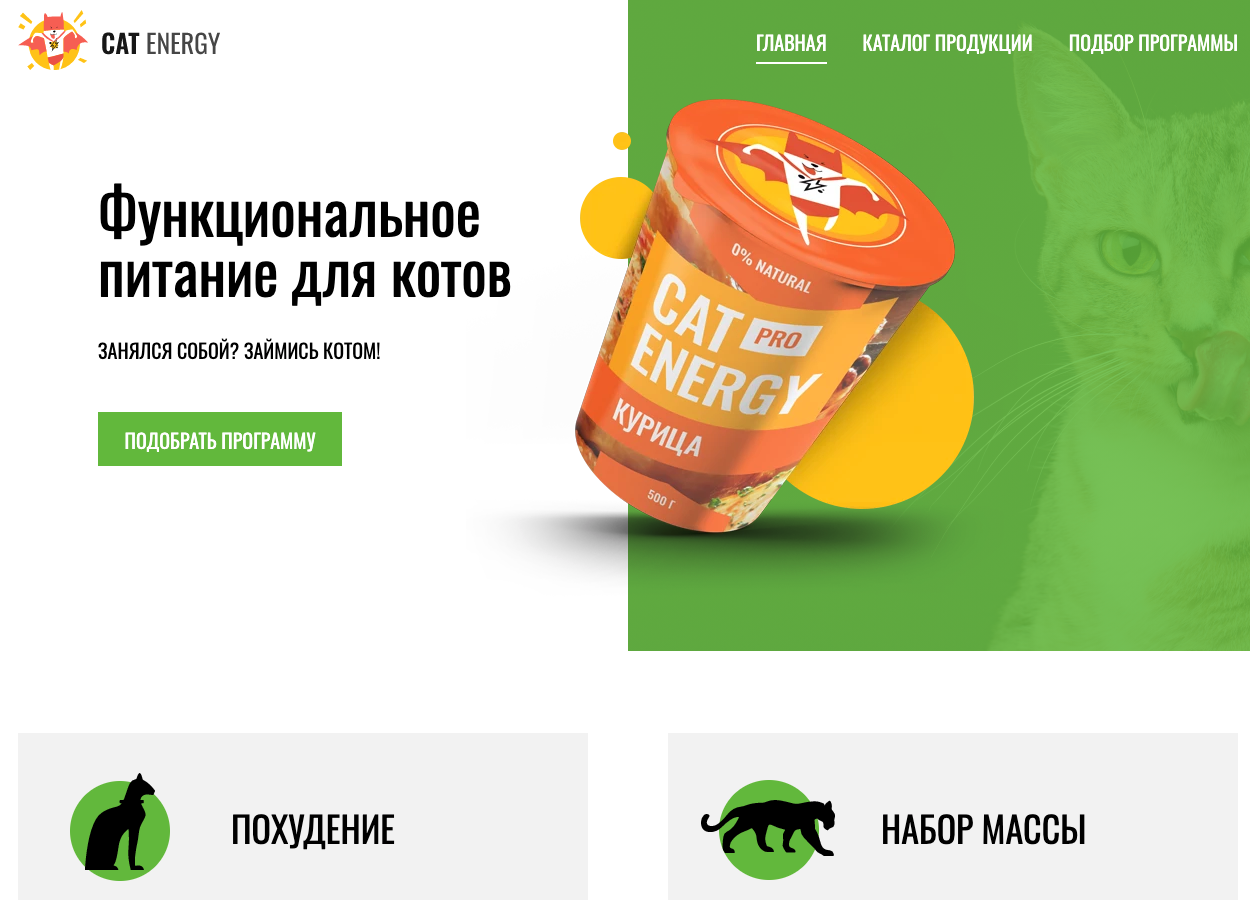 CAT ENERGY
ГЛАВНАЯ
КАТАЛОГ ПРОДУКЦИИ
ПОДБОР ПРОГРАММЫ
Функциональное
питание для котов
ЗАНЯЛСЯ СОБОЙ? ЗАЙМИСЬ КОТОМ!
ПОДОБРАТЬ ПРОГРАММУ
0% NATURAL
CAT PRO
ENERGY
КУРИЦА
500 Г
ПОХУДЕНИЕ
НАБОР МАССЫ